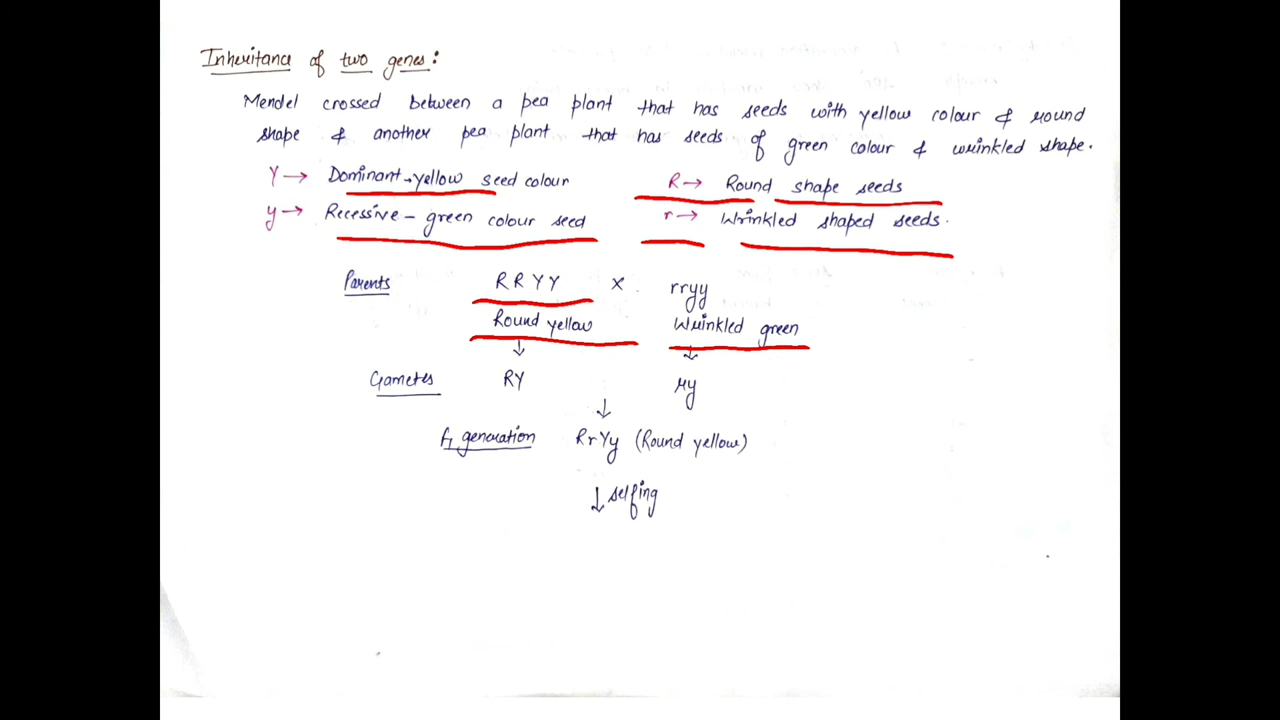 Inheritance of two genes:
Mendel crossed between a pea plant that has seeds with yellow colour & round
shape & another pea plant that has seeds of green colour & wrinkled shape.
Y → Dominant - yellow seed colour R → Round shape seeds
y → Recessive - green colour seed r → Wrinkled shaped seeds.
Parents R R Y Y x rryy
Round yellow Wrinkled green
↓ ↓
Gametes RY ry
↓
F1 generation RrYy (Round yellow)
↓ selfing